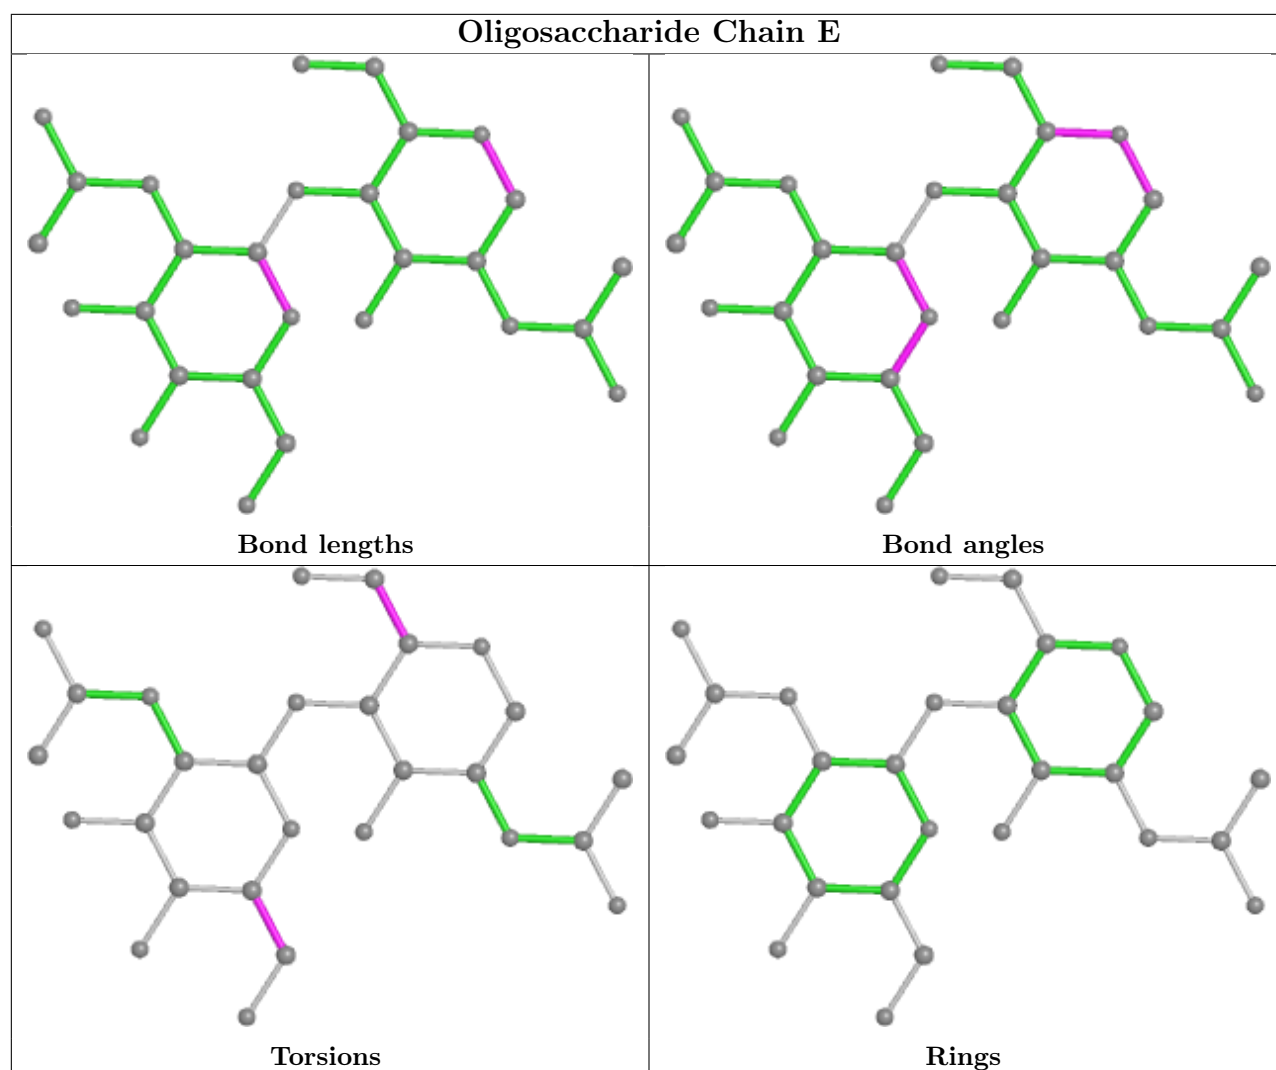 Oligosaccharide Chain E
Bond lengths
Bond angles
Torsions
Rings